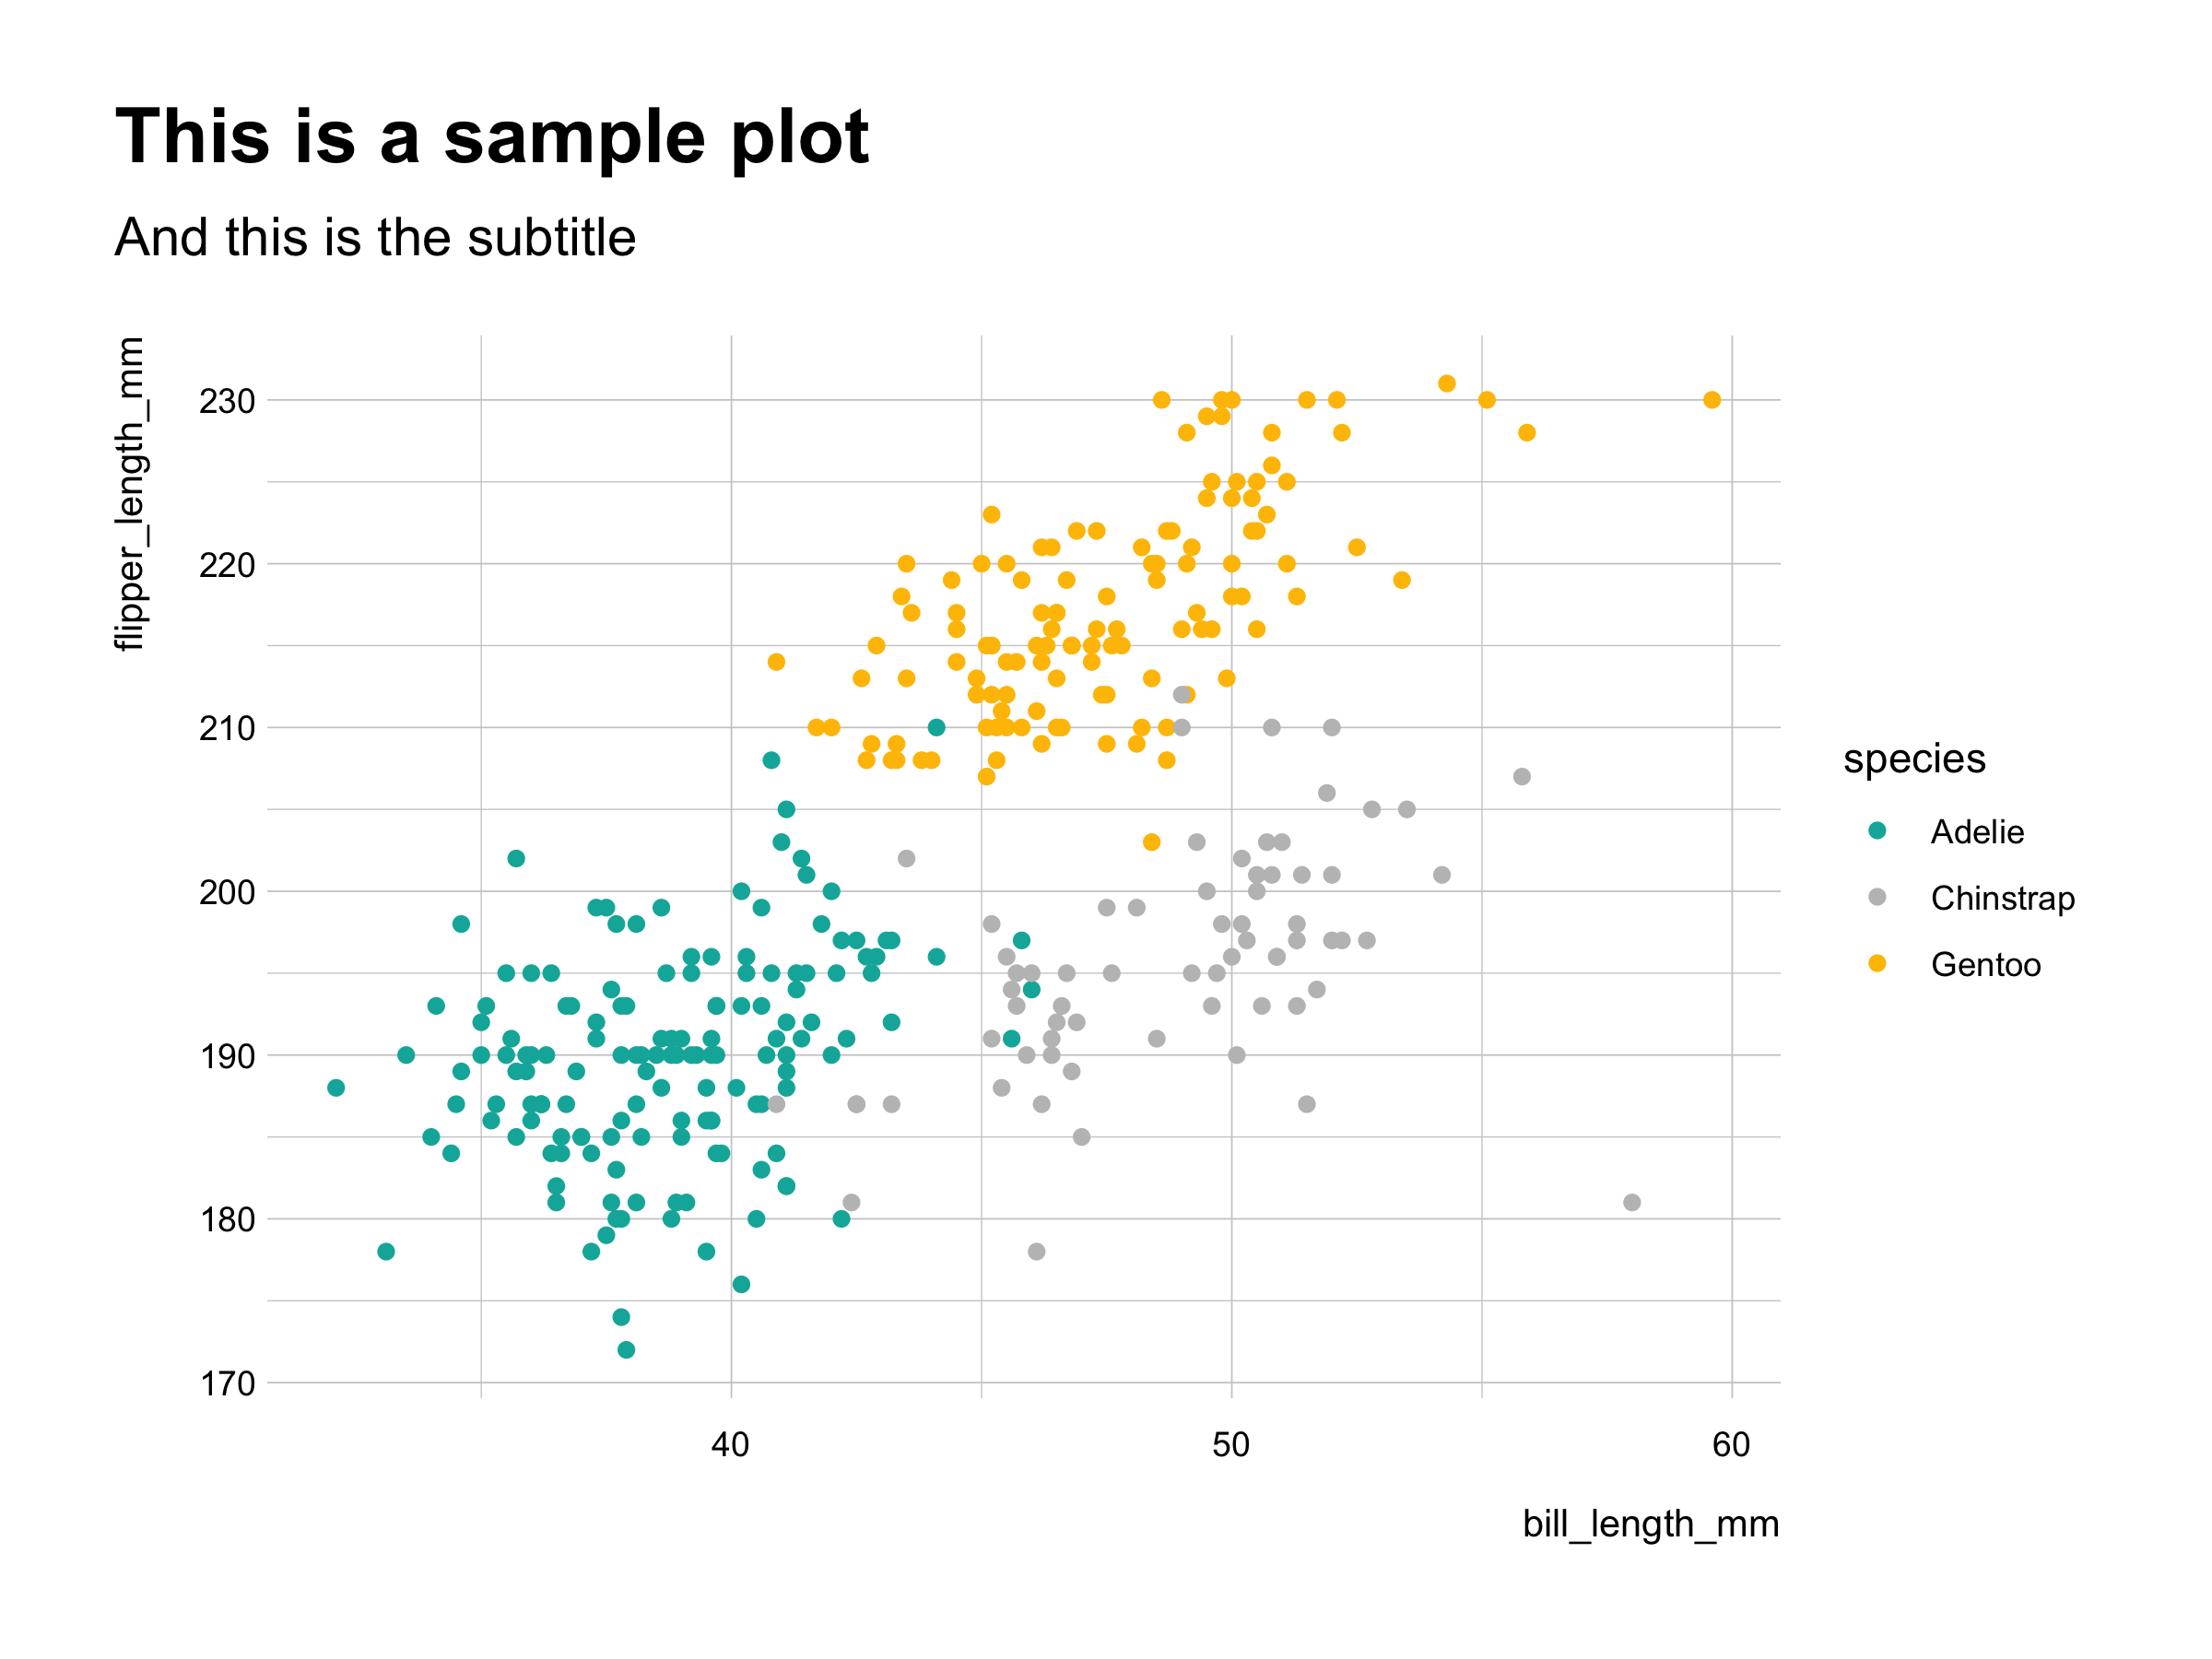 This is a sample plot
And this is the subtitle
flipper_length_mm
230
220
210
200
190
180
170
40
50
60
bill_length_mm
species
Adelie
Chinstrap
Gentoo